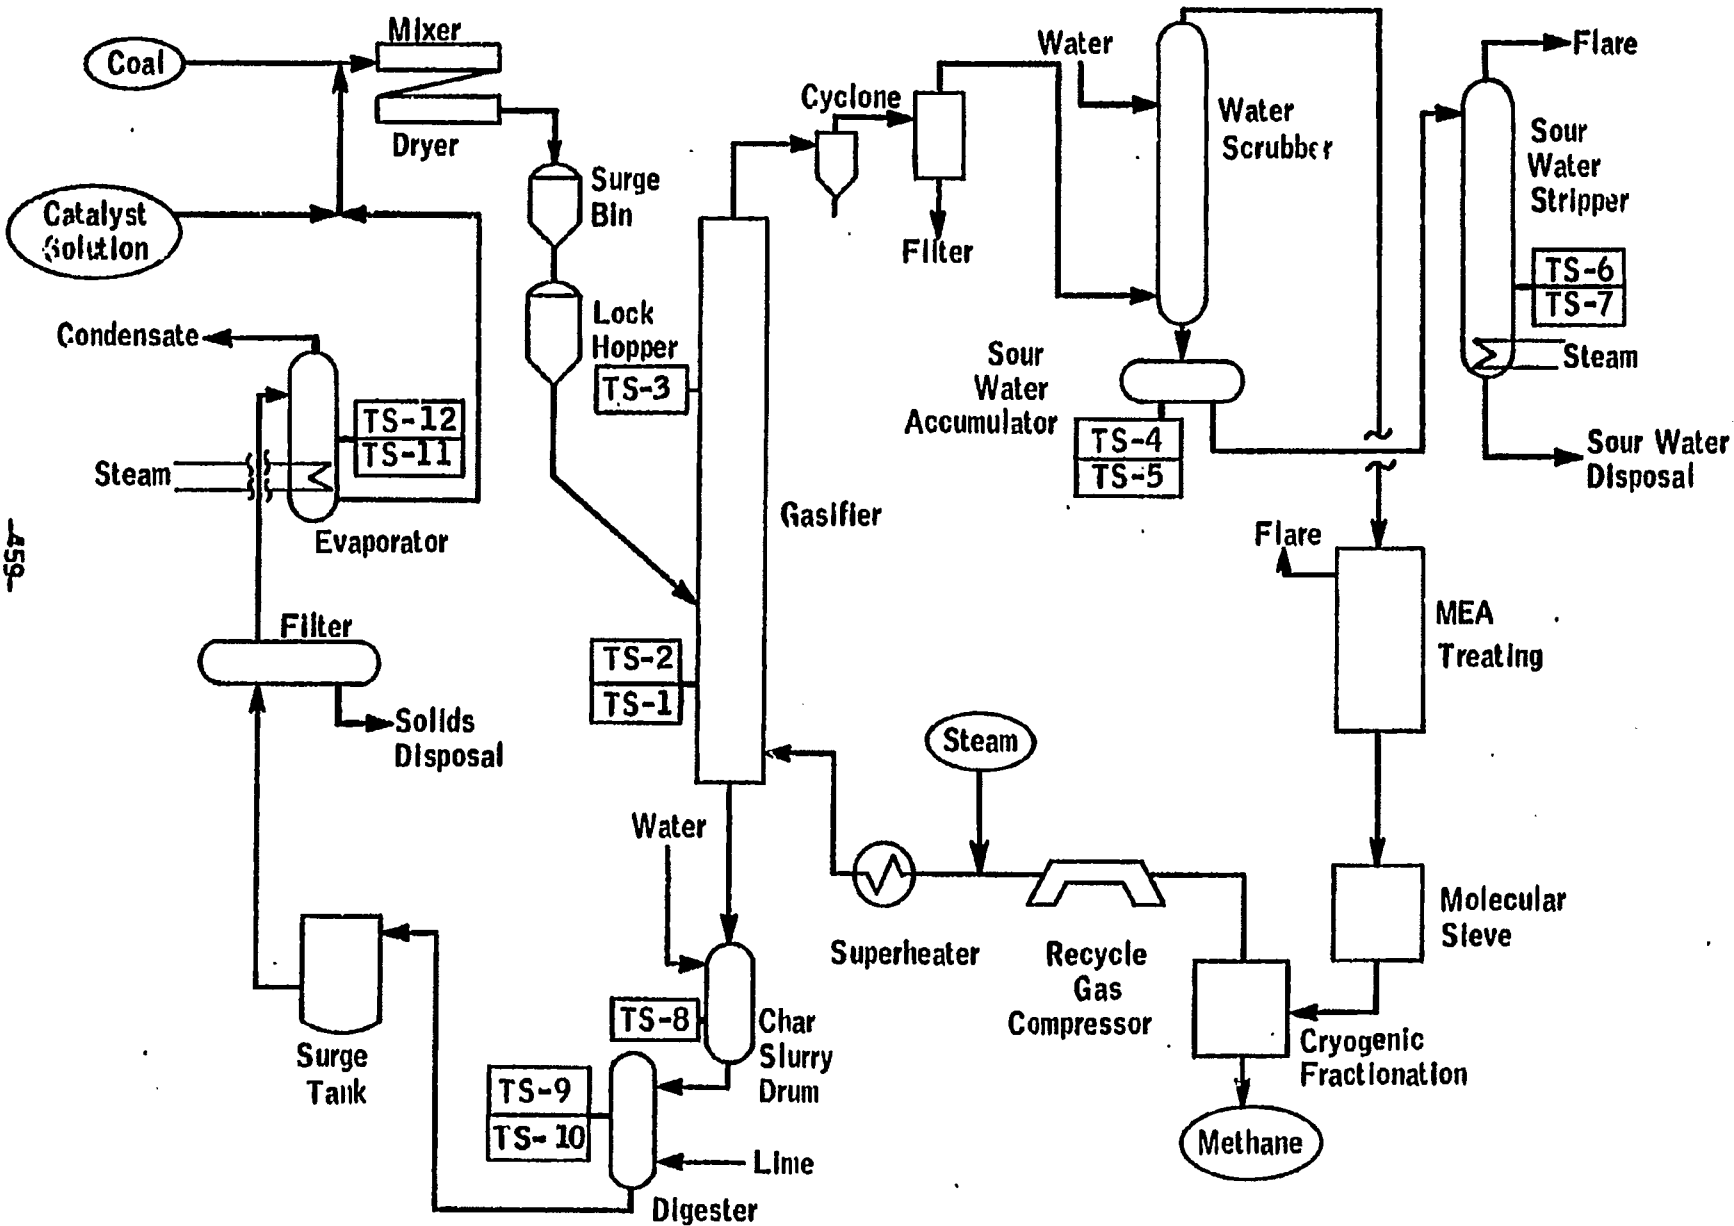 Coal
Mixer
Dryer
Catalyst
Solution
Surge
Bin
Lock
Hopper
TS-3
Condensate
TS-12
TS-11
Steam
Evaporator
Filter
Solids
Disposal
Surge
Tank
TS-2
TS-1
Gasifier
Cyclone
Filter
Water
Water
Scrubber
Sour
Water
Accumulator
TS-4
TS-5
Flare
Sour
Water
Stripper
TS-6
TS-7
Steam
Sour Water
Disposal
Flare
MEA
Treating
Molecular
Sieve
Cryogenic
Fractionation
Methane
Recycle
Gas
Compressor
Steam
Superheater
Water
TS-8
Char
Slurry
Drum
TS-9
TS-10
Lime
Digester
-459-